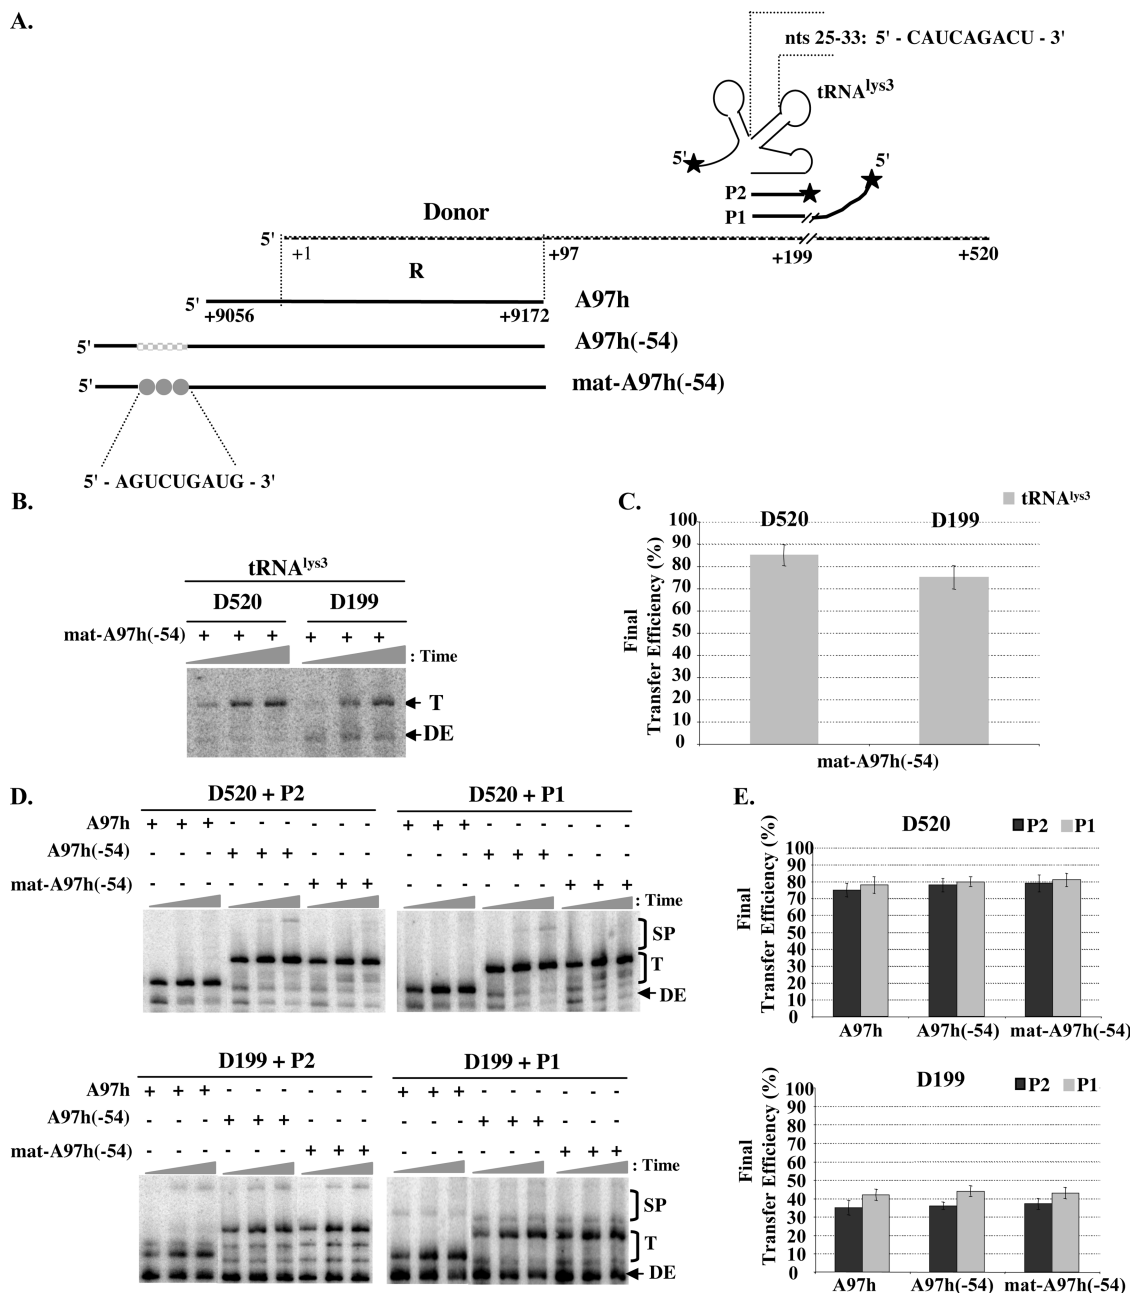 A.
nts 25-33: 5' - CAUCAGACU - 3'
tRNAlys3
5'
5'
P2
P1
Donor
5'
+1
+97
+199
+520
R
5'
A97h
+9056
+9172
5'
A97h(-54)
5'
mat-A97h(-54)
5' - AGUCUGAUG - 3'
B.
tRNAlys3
D520 D199
mat-A97h(-54) + + + + + +
: Time
T
DE
C.
tRNAlys3
D520 D199
Final
Transfer Efficiency (%)
100
90
80
70
60
50
40
30
20
10
0
mat-A97h(-54)
D.
D520 + P2 D520 + P1
A97h + + + - - - - - - + + + - - - - - -
A97h(-54) - - - + + + - - - - - - + + + - - -
mat-A97h(-54) - - - - - - + + + - - - - - - + + +
: Time
SP
T
DE
D199 + P2 D199 + P1
A97h + + + - - - - - - + + + - - - - - -
A97h(-54) - - - + + + - - - - - - + + + - - -
mat-A97h(-54) - - - - - - + + + - - - - - - + + +
: Time
SP
T
DE
E.
D520 P2 P1
Final
Transfer Efficiency (%)
100
90
80
70
60
50
40
30
20
10
0
A97h A97h(-54) mat-A97h(-54)
D199 P2 P1
Final
Transfer Efficiency (%)
100
90
80
70
60
50
40
30
20
10
0
A97h A97h(-54) mat-A97h(-54)